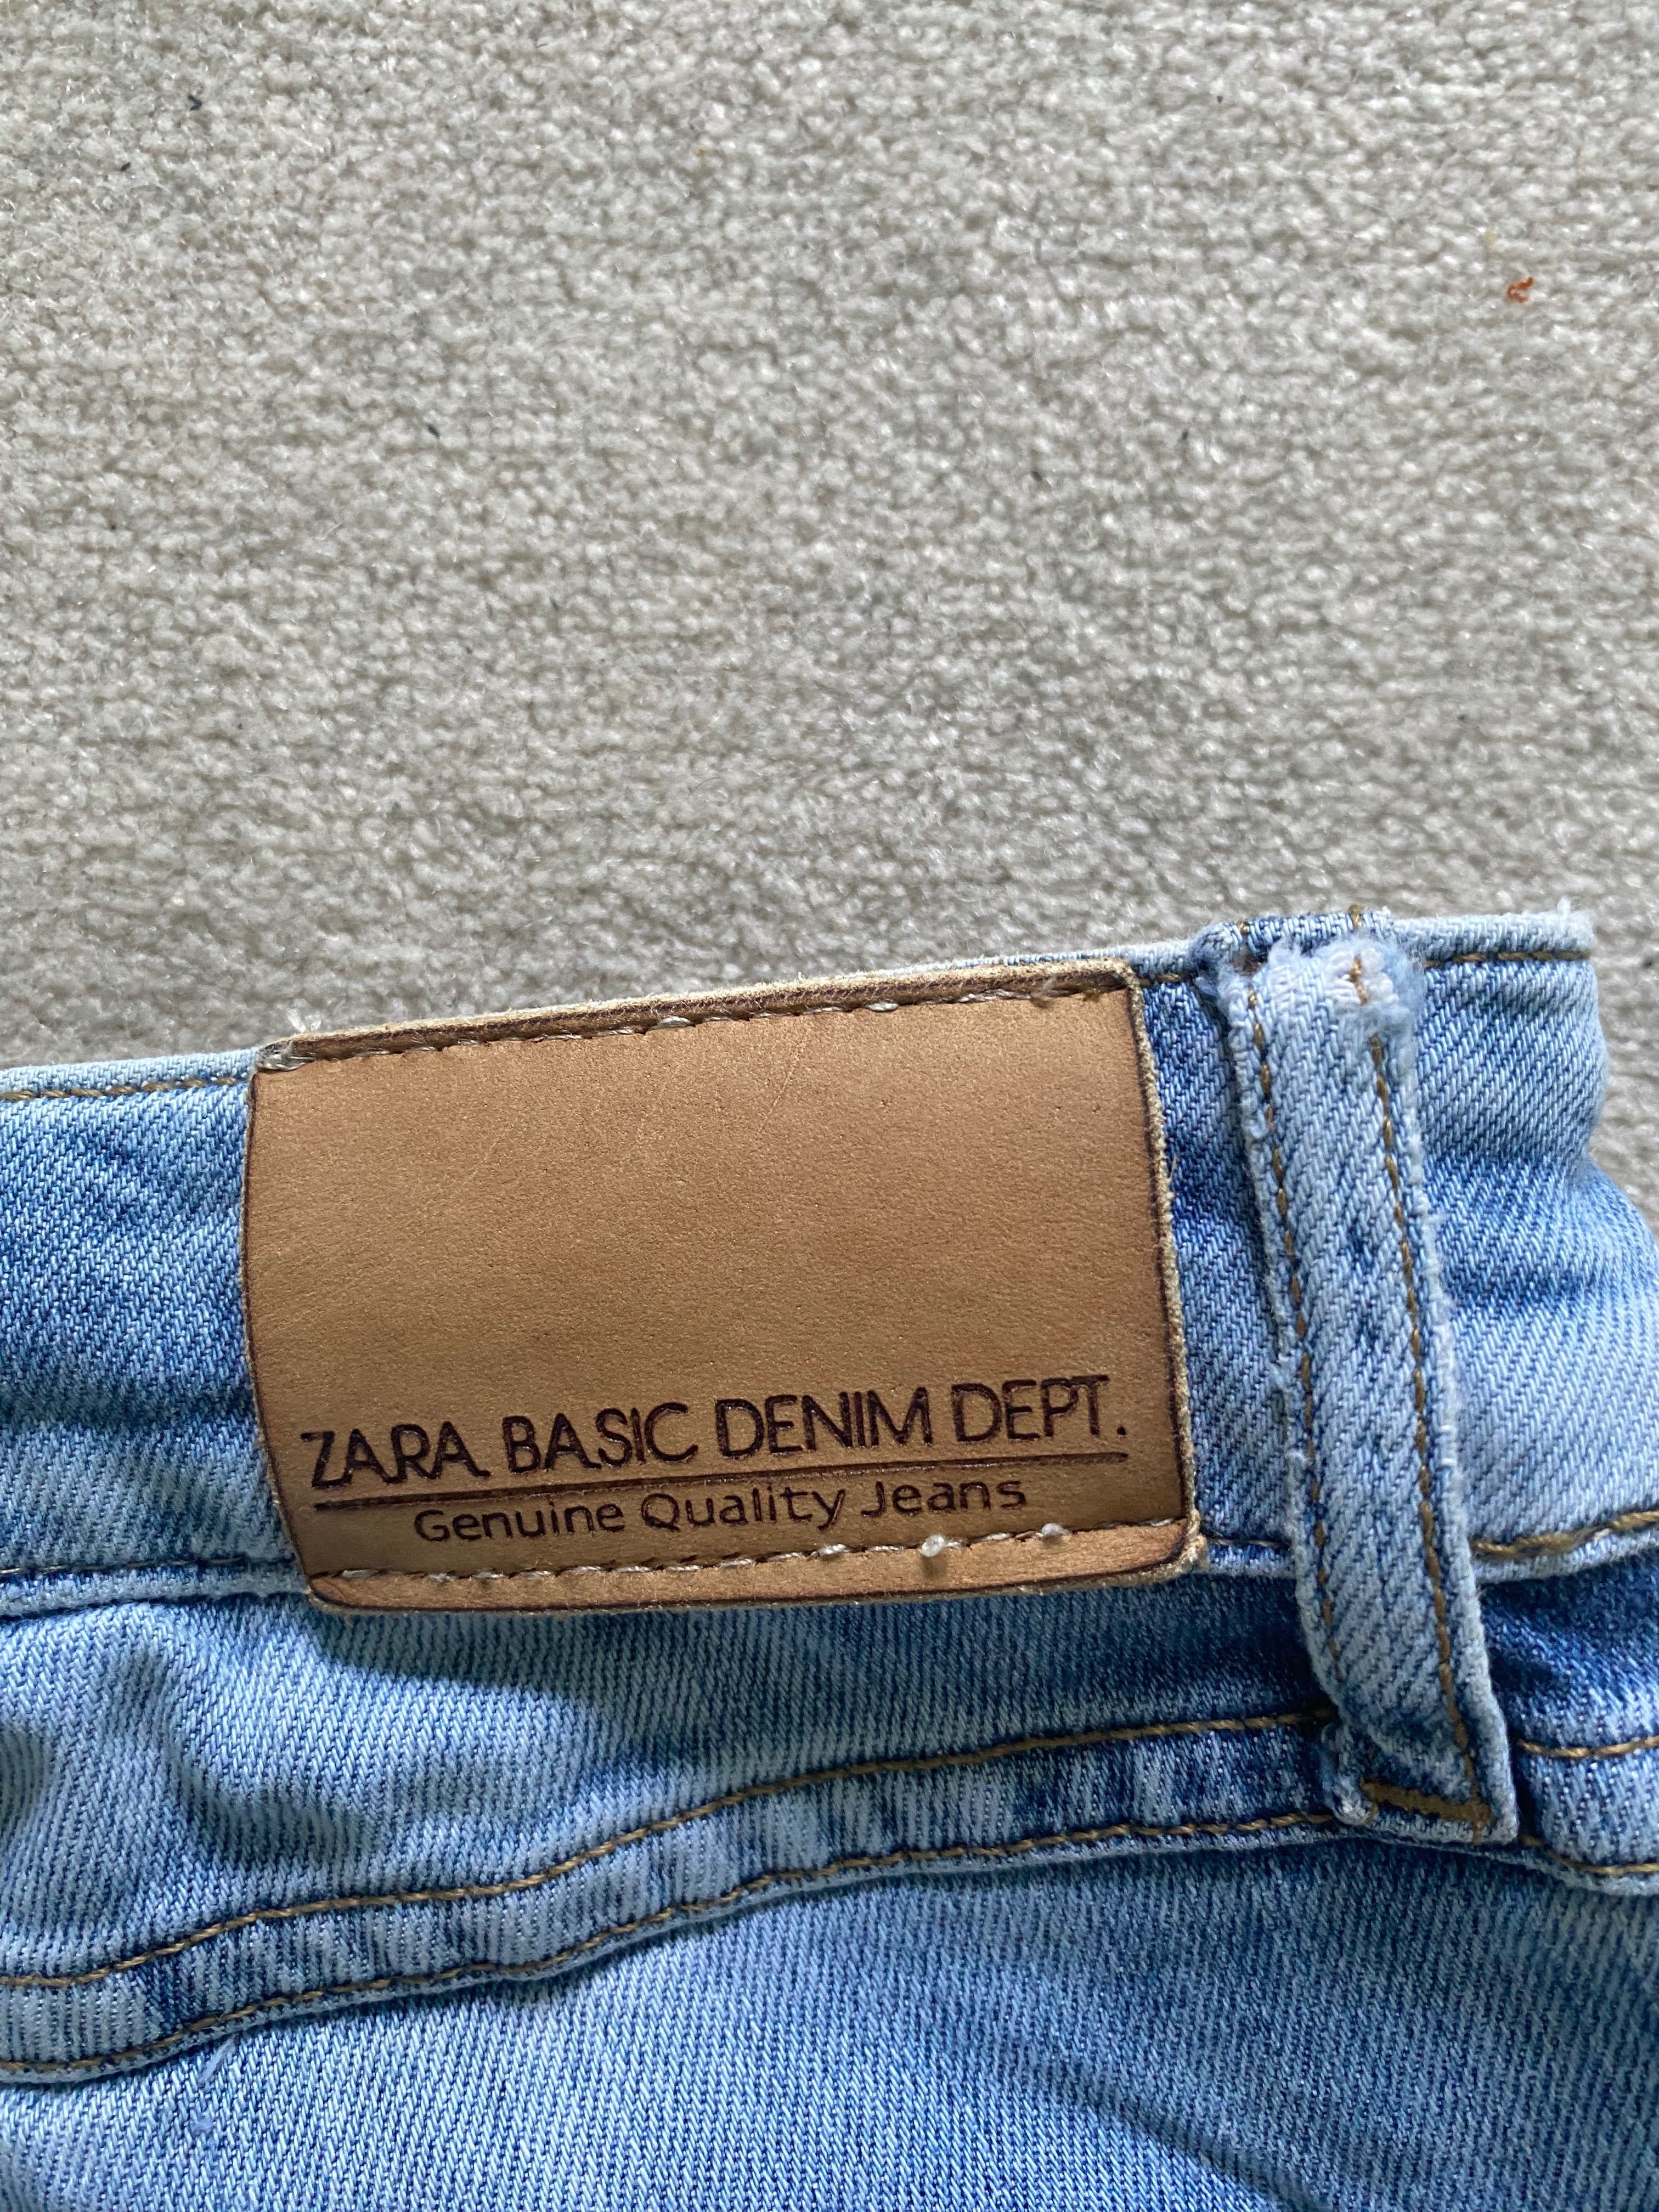 ZARA BASIC DENIM DEPT.
Genuine Quality Jeans